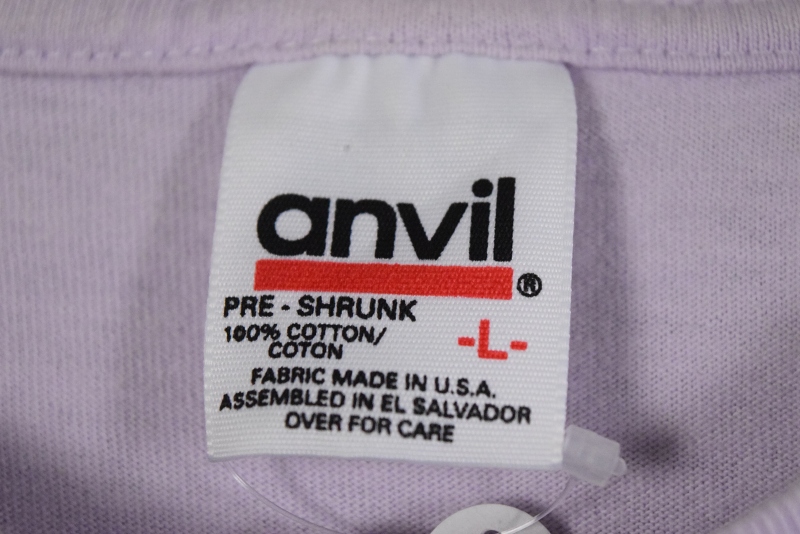 anvil®
PRE - SHRUNK
100% COTTON/
COTON
-L-
FABRIC MADE IN U.S.A.
ASSEMBLED IN EL SALVADOR
OVER FOR CARE